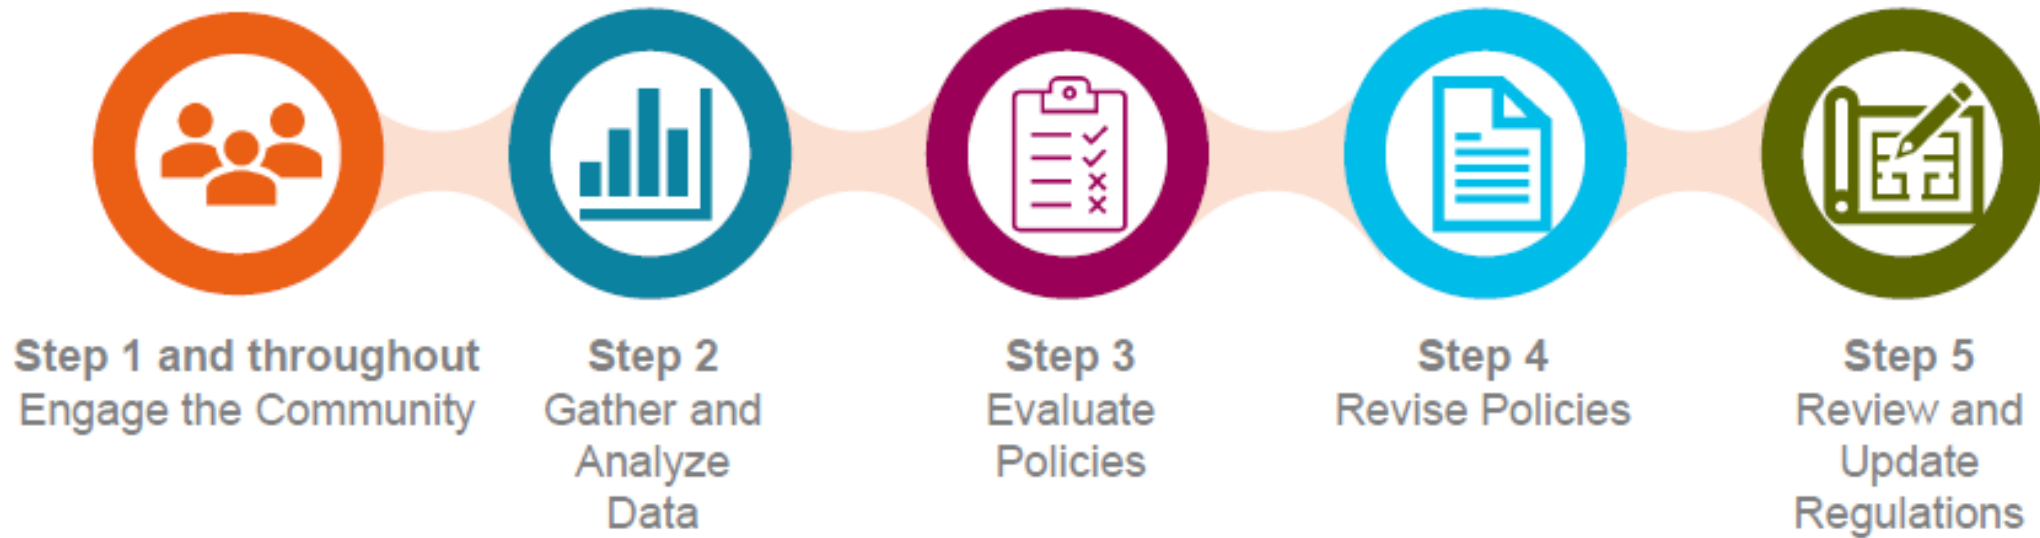 Step 1 and throughout
Engage the Community
Step 2
Gather and
Analyze
Data
Step 3
Evaluate
Policies
Step 4
Revise Policies
Step 5
Review and
Update
Regulations